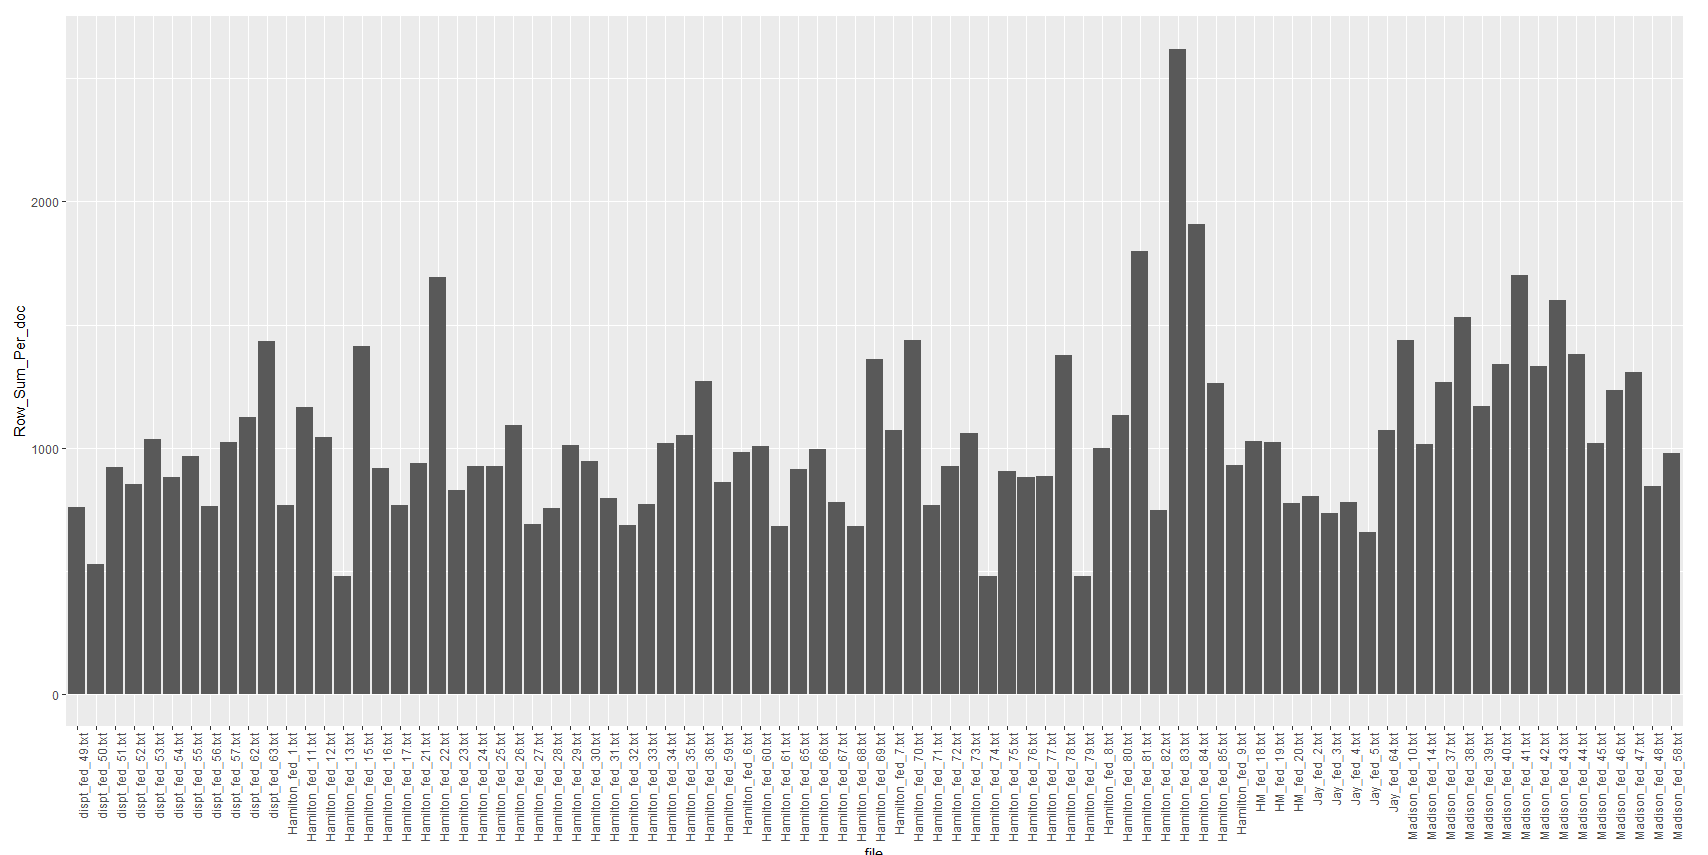 Row_Sum_Per_doc
2000
1000
0
dispt_fed_49.txt
dispt_fed_50.txt
dispt_fed_51.txt
dispt_fed_52.txt
dispt_fed_53.txt
dispt_fed_54.txt
dispt_fed_55.txt
dispt_fed_56.txt
dispt_fed_57.txt
dispt_fed_62.txt
dispt_fed_63.txt
Hamilton_fed_1.txt
Hamilton_fed_11.txt
Hamilton_fed_12.txt
Hamilton_fed_13.txt
Hamilton_fed_15.txt
Hamilton_fed_16.txt
Hamilton_fed_17.txt
Hamilton_fed_21.txt
Hamilton_fed_22.txt
Hamilton_fed_23.txt
Hamilton_fed_24.txt
Hamilton_fed_25.txt
Hamilton_fed_26.txt
Hamilton_fed_27.txt
Hamilton_fed_28.txt
Hamilton_fed_29.txt
Hamilton_fed_30.txt
Hamilton_fed_31.txt
Hamilton_fed_32.txt
Hamilton_fed_33.txt
Hamilton_fed_34.txt
Hamilton_fed_35.txt
Hamilton_fed_36.txt
Hamilton_fed_59.txt
Hamilton_fed_6.txt
Hamilton_fed_60.txt
Hamilton_fed_61.txt
Hamilton_fed_65.txt
Hamilton_fed_66.txt
Hamilton_fed_67.txt
Hamilton_fed_68.txt
Hamilton_fed_69.txt
Hamilton_fed_7.txt
Hamilton_fed_70.txt
Hamilton_fed_71.txt
Hamilton_fed_72.txt
Hamilton_fed_73.txt
Hamilton_fed_74.txt
Hamilton_fed_75.txt
Hamilton_fed_76.txt
Hamilton_fed_77.txt
Hamilton_fed_78.txt
Hamilton_fed_79.txt
Hamilton_fed_8.txt
Hamilton_fed_80.txt
Hamilton_fed_81.txt
Hamilton_fed_82.txt
Hamilton_fed_83.txt
Hamilton_fed_84.txt
Hamilton_fed_85.txt
Hamilton_fed_9.txt
HM_fed_18.txt
HM_fed_19.txt
HM_fed_20.txt
Jay_fed_2.txt
Jay_fed_3.txt
Jay_fed_4.txt
Jay_fed_5.txt
Jay_fed_64.txt
Madison_fed_10.txt
Madison_fed_14.txt
Madison_fed_37.txt
Madison_fed_38.txt
Madison_fed_39.txt
Madison_fed_40.txt
Madison_fed_41.txt
Madison_fed_42.txt
Madison_fed_43.txt
Madison_fed_44.txt
Madison_fed_45.txt
Madison_fed_46.txt
Madison_fed_47.txt
Madison_fed_48.txt
Madison_fed_58.txt
file